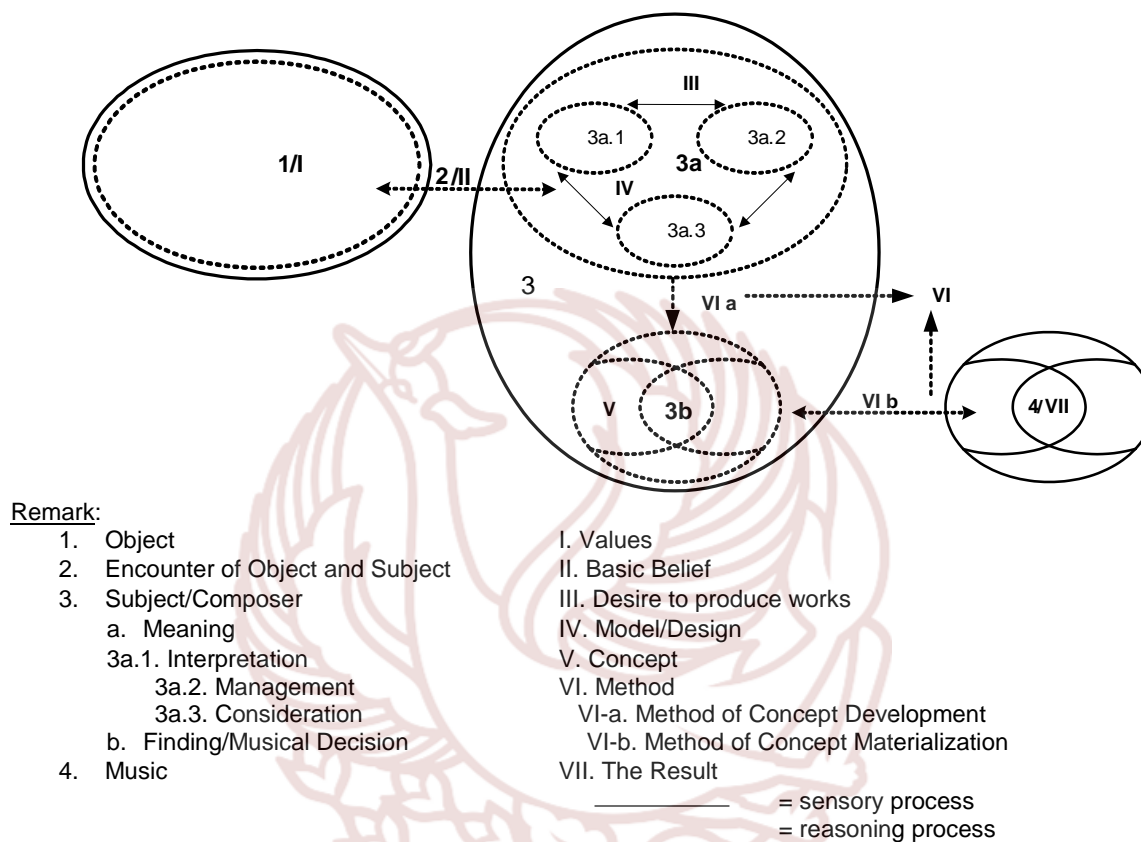 III
3a.1
3a.2
1/I
3a
2/II
IV
3a.3
3
VI a
VI
V
3b
VI b
4/VII
Remark:
1. Object
2. Encounter of Object and Subject
3. Subject/Composer
a. Meaning
3a.1. Interpretation
3a.2. Management
3a.3. Consideration
b. Finding/Musical Decision
4. Music
I. Values
II. Basic Belief
III. Desire to produce works
IV. Model/Design
V. Concept
VI. Method
VI-a. Method of Concept Development
VI-b. Method of Concept Materialization
VII. The Result
= sensory process
= reasoning process